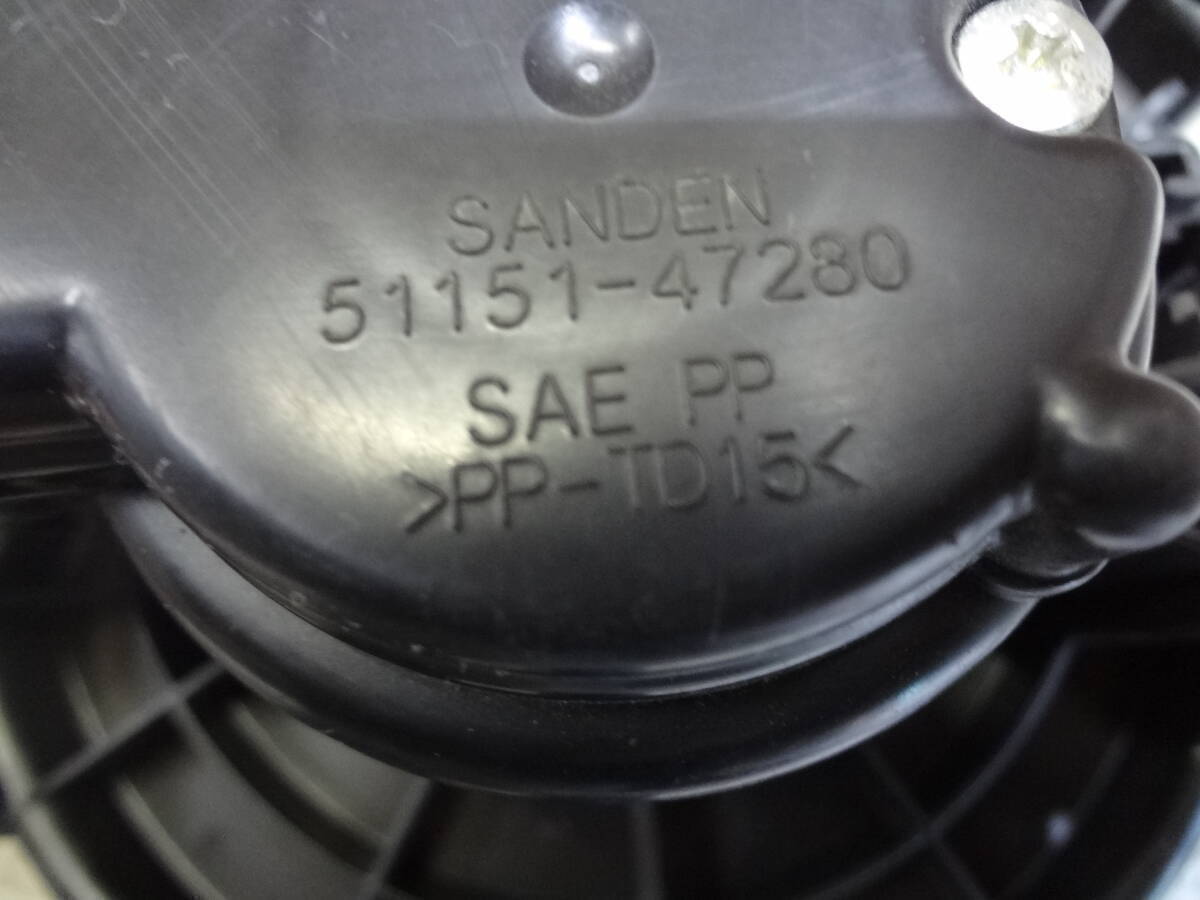 SANDEN
51151-47280
SAE PP
>PP-TD15<